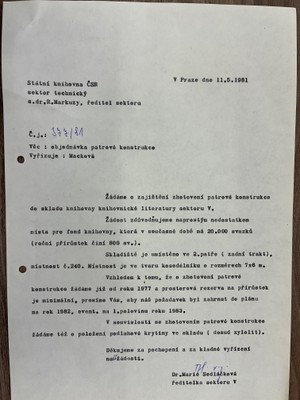 Státní knihovna ČSR
V Praze dne 11.5.1981
sektor technický
s.dr.R.Markuzy, ředitel sektoru
Č.j.: 377/81
Věc : objednávka patrové konstrukce
Vyřizuje : Macková
Žádáme o zajištění zhotovení patrové konstrukce
do skladu knihovny knihovnické literatury sektoru V.
Žádost zdůvodňujeme naprostým nedostatkem
místa pro fond knihovny, která v současné době má 20.000 svazků
(roční přírůstek činí 800 sv.).
Skladiště je umístěno ve 2.patře (zadní trakt),
místnost č.240. Místnost je ve tvaru kosodélníku o rozměrech 7x6 m.
Vzhledem k tomu, že o zhotovení patrové
konstrukce žádáme již od roku 1977 a prostorová rezerva na přírůstek
je minimální, prosíme Vás, aby náš požadavek byl zahrnut do plánu
na rok 1982, event. na 1.polovinu roku 1983.
V souvislosti se zhotovením patrové konstrukce
žádáme též o položení podlahové krytiny ve skladu ( dosud zylolit).
Děkujeme za pochopení a za kladné vyřízení
naší žádosti.
Dr.Marie Sedláčková
ředitelka sektoru V